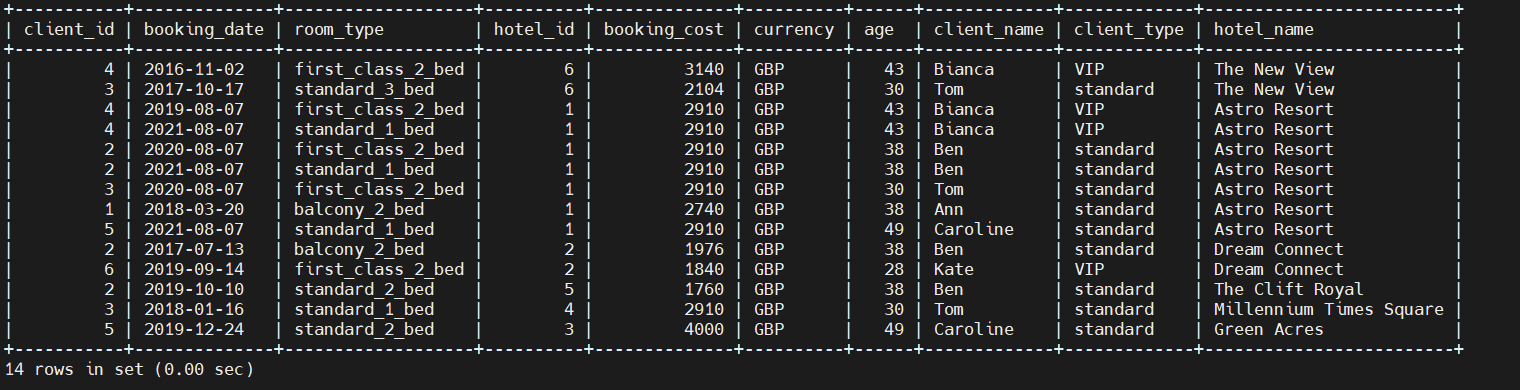 +-----------+--------------+-------------------+----------+--------------+----------+------+-------------+-------------+-------------------------+
| client_id | booking_date | room_type         | hotel_id | booking_cost | currency | age  | client_name | client_type | hotel_name              |
+-----------+--------------+-------------------+----------+--------------+----------+------+-------------+-------------+-------------------------+
|         4 | 2016-11-02   | first_class_2_bed |        6 |         3140 | GBP      |   43 | Bianca      | VIP         | The New View            |
|         3 | 2017-10-17   | standard_3_bed    |        6 |         2104 | GBP      |   30 | Tom         | standard    | The New View            |
|         4 | 2019-08-07   | first_class_2_bed |        1 |         2910 | GBP      |   43 | Bianca      | VIP         | Astro Resort            |
|         4 | 2021-08-07   | standard_1_bed    |        1 |         2910 | GBP      |   43 | Bianca      | VIP         | Astro Resort            |
|         2 | 2020-08-07   | first_class_2_bed |        1 |         2910 | GBP      |   38 | Ben         | standard    | Astro Resort            |
|         2 | 2021-08-07   | standard_1_bed    |        1 |         2910 | GBP      |   38 | Ben         | standard    | Astro Resort            |
|         3 | 2020-08-07   | first_class_2_bed |        1 |         2910 | GBP      |   30 | Tom         | standard    | Astro Resort            |
|         1 | 2018-03-20   | balcony_2_bed     |        1 |         2740 | GBP      |   38 | Ann         | standard    | Astro Resort            |
|         5 | 2021-08-07   | standard_1_bed    |        1 |         2910 | GBP      |   49 | Caroline    | standard    | Astro Resort            |
|         2 | 2017-07-13   | balcony_2_bed     |        2 |         1976 | GBP      |   38 | Ben         | standard    | Dream Connect           |
|         6 | 2019-09-14   | first_class_2_bed |        2 |         1840 | GBP      |   28 | Kate        | VIP         | Dream Connect           |
|         2 | 2019-10-10   | standard_2_bed    |        5 |         1760 | GBP      |   38 | Ben         | standard    | The Clift Royal         |
|         3 | 2018-01-16   | standard_1_bed    |        4 |         2910 | GBP      |   30 | Tom         | standard    | Millennium Times Square |
|         5 | 2019-12-24   | standard_2_bed    |        3 |         4000 | GBP      |   49 | Caroline    | standard    | Green Acres             |
+-----------+--------------+-------------------+----------+--------------+----------+------+-------------+-------------+-------------------------+
14 rows in set (0.00 sec)